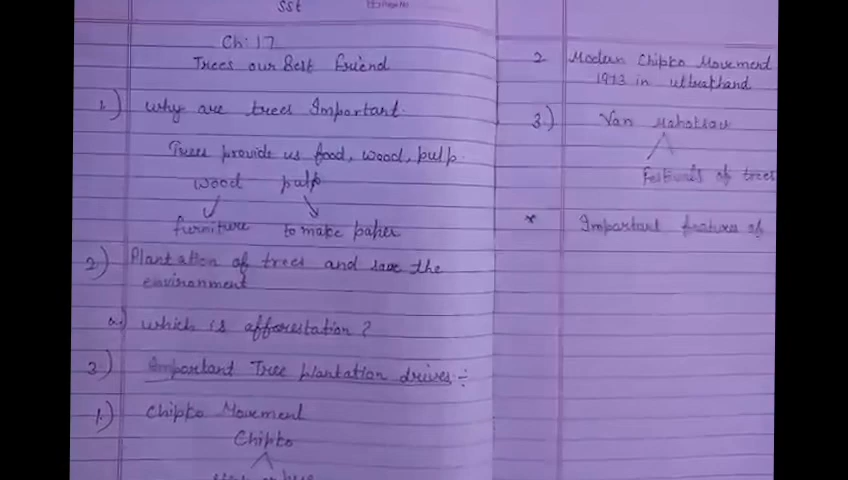 Sst
Ch: 17
Trees our Best Friend
1.) why are trees Important.
Trees provide us food, wood, pulp.
wood pulp
furniture to make paper
2.) Plantation of trees and save the
environment
a.) which is afforestation ?
3.) Important Tree plantation drives÷
1.) Chipko Movement
Chipko
2 Modern Chipko Movement
1973 in uttrakhand
3.) Van Mahotsav
of trees
* Important feature of